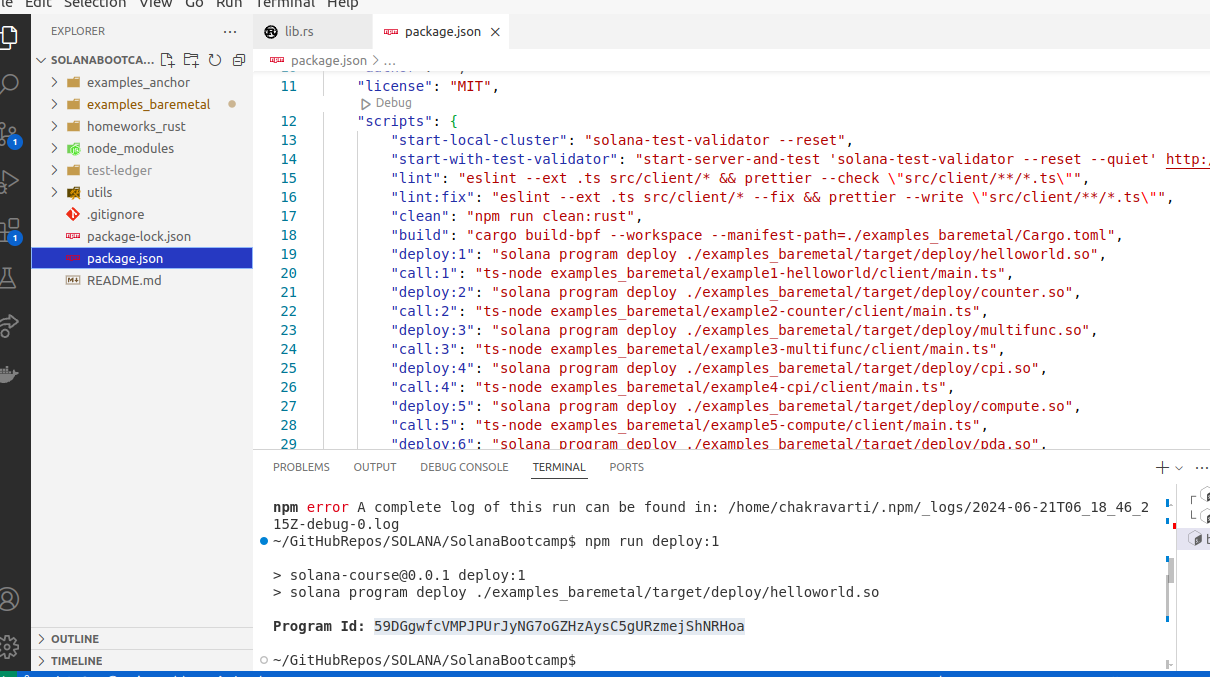 le Edit Selection View Go Run Terminal Help
EXPLORER
SOLANABOOTCA...
examples_anchor
examples_baremetal
homeworks_rust
node_modules
test-ledger
utils
.gitignore
package-lock.json
package.json
README.md
OUTLINE
TIMELINE
1
1
lib.rs
package.json
package.json > ...
11 "license": "MIT",
Debug
12 "scripts": {
13 "start-local-cluster": "solana-test-validator --reset",
14 "start-with-test-validator": "start-server-and-test 'solana-test-validator --reset --quiet' http:
15 "lint": "eslint --ext .ts src/client/* && prettier --check \"src/client/**/*.ts\"",
16 "lint:fix": "eslint --ext .ts src/client/* --fix && prettier --write \"src/client/**/*.ts\"",
17 "clean": "npm run clean:rust",
18 "build": "cargo build-bpf --workspace --manifest-path=./examples_baremetal/Cargo.toml",
19 "deploy:1": "solana program deploy ./examples_baremetal/target/deploy/helloworld.so",
20 "call:1": "ts-node examples_baremetal/example1-helloworld/client/main.ts",
21 "deploy:2": "solana program deploy ./examples_baremetal/target/deploy/counter.so",
22 "call:2": "ts-node examples_baremetal/example2-counter/client/main.ts",
23 "deploy:3": "solana program deploy ./examples_baremetal/target/deploy/multifunc.so",
24 "call:3": "ts-node examples_baremetal/example3-multifunc/client/main.ts",
25 "deploy:4": "solana program deploy ./examples_baremetal/target/deploy/cpi.so",
26 "call:4": "ts-node examples_baremetal/example4-cpi/client/main.ts",
27 "deploy:5": "solana program deploy ./examples_baremetal/target/deploy/compute.so",
28 "call:5": "ts-node examples_baremetal/example5-compute/client/main.ts",
29 "deploy:6": "solana program deploy ./examples_baremetal/target/deploy/pda.so",
PROBLEMS OUTPUT DEBUG CONSOLE TERMINAL PORTS
npm error A complete log of this run can be found in: /home/chakravarti/.npm/_logs/2024-06-21T06_18_46_2
15Z-debug-0.log
~/GitHubRepos/SOLANA/SolanaBootcamp$ npm run deploy:1
> solana-course@0.0.1 deploy:1
> solana program deploy ./examples_baremetal/target/deploy/helloworld.so
Program Id: 59DGgwfcVMPJPUrJyNG7oGZHzAysC5gURzmejShNRHoa
~/GitHubRepos/SOLANA/SolanaBootcamp$